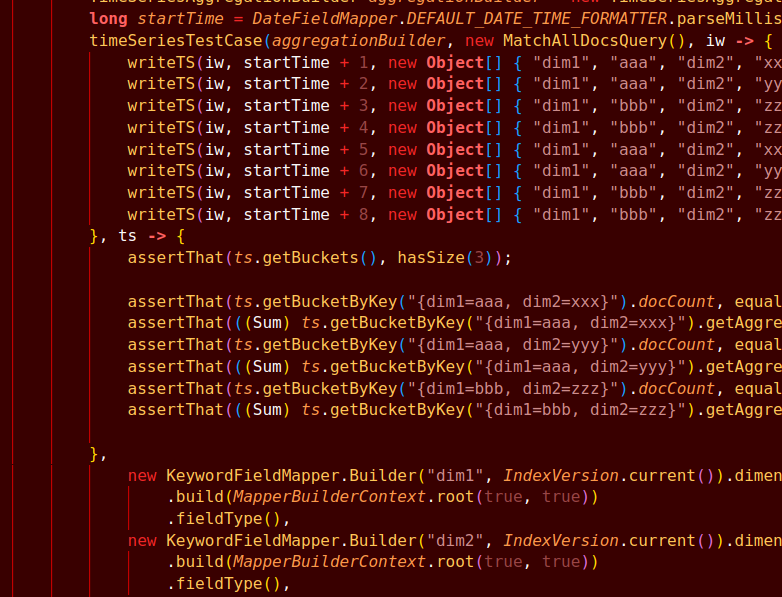 long startTime = DateFieldMapper.DEFAULT_DATE_TIME_FORMATTER.parseMillis
timeSeriesTestCase(aggregationBuilder, new MatchAllDocsQuery(), iw -> {
writeTS(iw, startTime + 1, new Object[] { "dim1", "aaa", "dim2", "xx
writeTS(iw, startTime + 2, new Object[] { "dim1", "aaa", "dim2", "yy
writeTS(iw, startTime + 3, new Object[] { "dim1", "bbb", "dim2", "zz
writeTS(iw, startTime + 4, new Object[] { "dim1", "bbb", "dim2", "zz
writeTS(iw, startTime + 5, new Object[] { "dim1", "aaa", "dim2", "xx
writeTS(iw, startTime + 6, new Object[] { "dim1", "aaa", "dim2", "yy
writeTS(iw, startTime + 7, new Object[] { "dim1", "bbb", "dim2", "zz
writeTS(iw, startTime + 8, new Object[] { "dim1", "bbb", "dim2", "zz
}, ts -> {
assertThat(ts.getBuckets(), hasSize(3));
assertThat(ts.getBucketByKey("{dim1=aaa, dim2=xxx}").docCount, equal
assertThat(((Sum) ts.getBucketByKey("{dim1=aaa, dim2=xxx}").getAggre
assertThat(ts.getBucketByKey("{dim1=aaa, dim2=yyy}").docCount, equal
assertThat(((Sum) ts.getBucketByKey("{dim1=aaa, dim2=yyy}").getAggre
assertThat(ts.getBucketByKey("{dim1=bbb, dim2=zzz}").docCount, equal
assertThat(((Sum) ts.getBucketByKey("{dim1=bbb, dim2=zzz}").getAggre
},
new KeywordFieldMapper.Builder("dim1", IndexVersion.current()).dimen
.build(MapperBuilderContext.root(true, true))
.fieldType(),
new KeywordFieldMapper.Builder("dim2", IndexVersion.current()).dimen
.build(MapperBuilderContext.root(true, true))
.fieldType(),